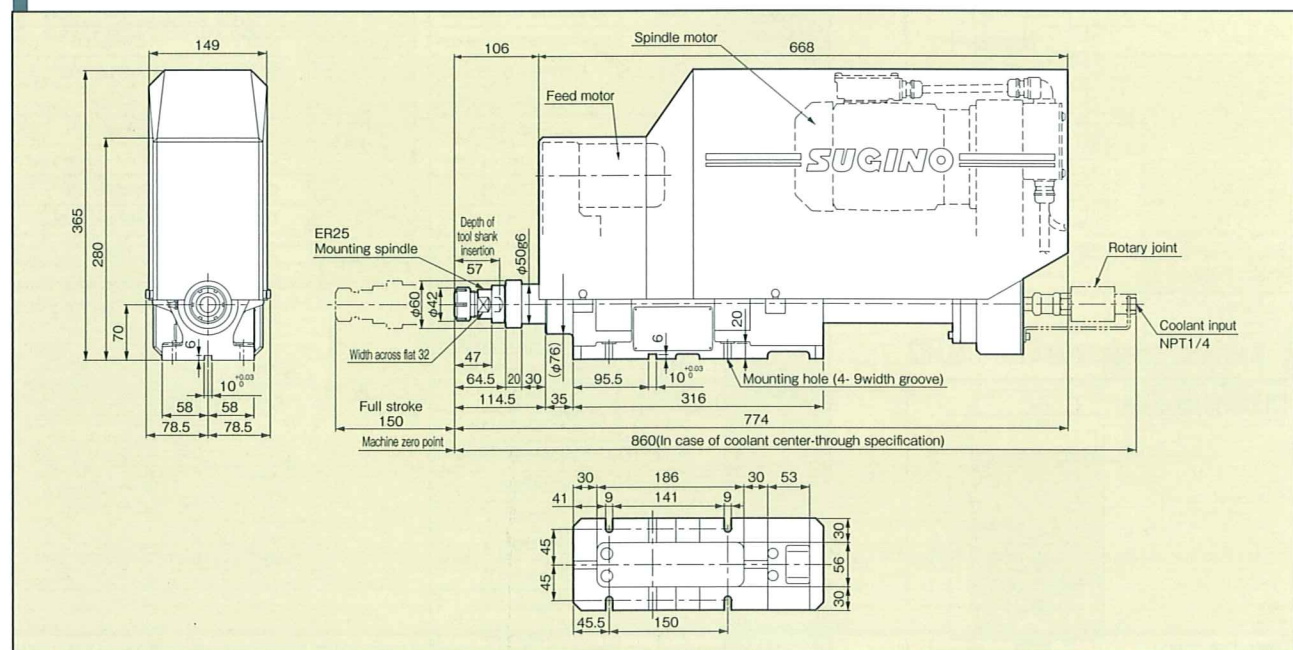 149
365
280
70
6
10 +0.03 0
58
58
78.5
78.5
106
668
Spindle motor
Feed motor
SUGINO
ER25
Mounting spindle
Depth of
tool shank
insertion
57
φ50g6
φ60
φ42
Width across flat 32
47
64.5
20
30
114.5
35
(φ76)
95.5
6
10 +0.03 0
20
Mounting hole (4- 9width groove)
316
774
Full stroke
150
Machine zero point
860(In case of coolant center-through specification)
Rotary joint
Coolant input
NPT1/4
30
186
30
53
41
9
141
9
45
45
30
56
30
45.5
150